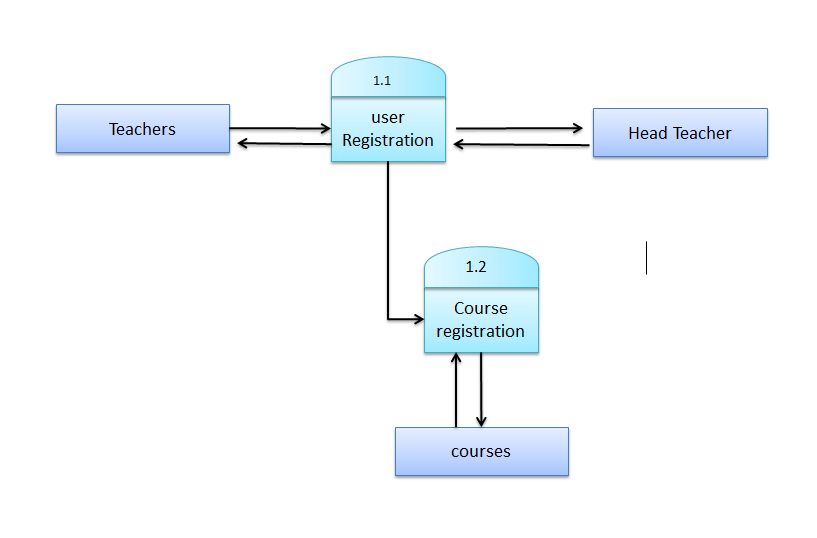 1.1
user
Registration
Teachers
Head Teacher
1.2
Course
registration
courses